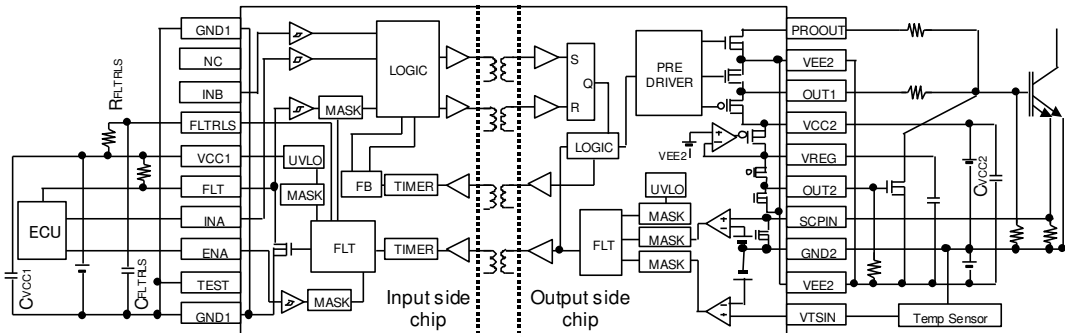 GND1
NC
INB
FLTRLS
VCC1
FLT
INA
ENA
TEST
GND1
RFLTRLS
ECU
CVCC1
CFLTRLS
MASK
UVLO
MASK
LOGIC
FB
TIMER
FLT
TIMER
MASK
Input side
chip
Output side
chip
S
Q
R
PRE
DRIVER
LOGIC
VEE2
UVLO
MASK
MASK
MASK
FLT
PROOUT
VEE2
OUT1
VCC2
VREG
OUT2
SCPIN
GND2
VEE2
VTSIN
CVCC2
Temp Sensor